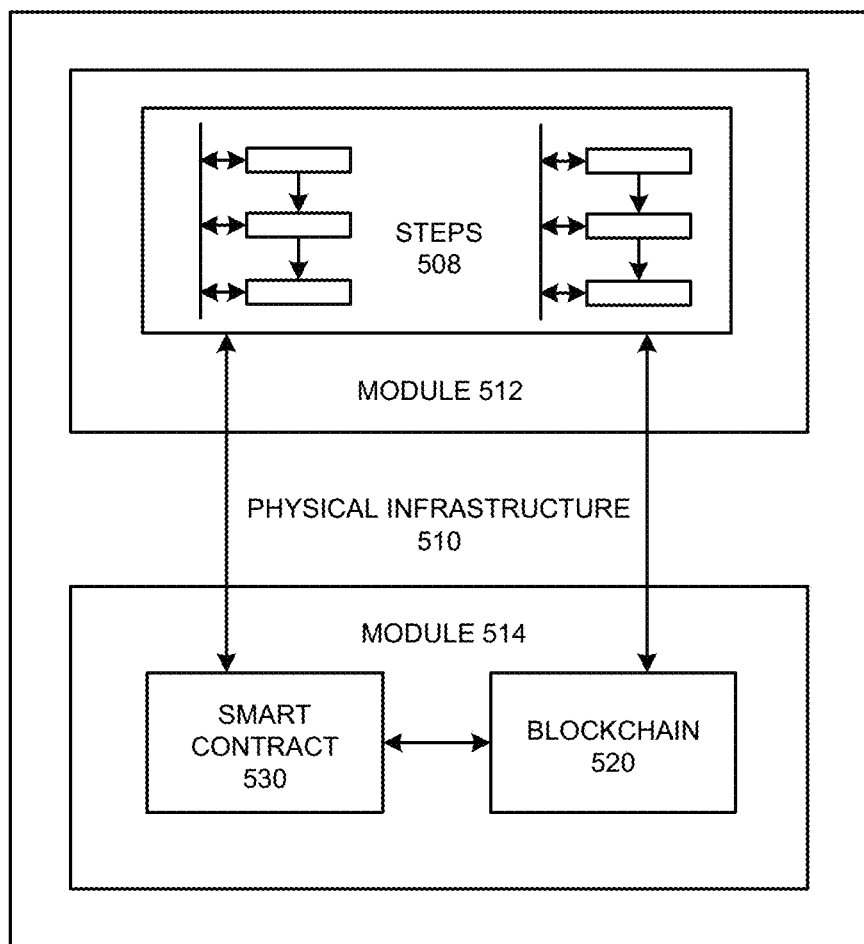 STEPS
508
MODULE 512
PHYSICAL INFRASTRUCTURE
510
MODULE 514
SMART
CONTRACT
530
BLOCKCHAIN
520